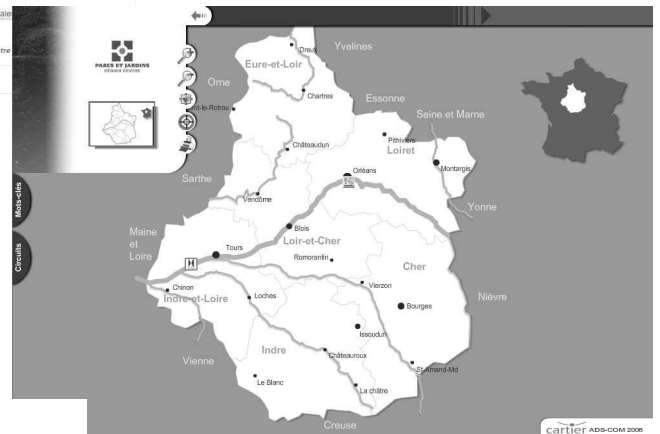 PARCS ET JARDINS
RÉGION CENTRE
Mots-clés
Circuits
Yvelines
Dreux
Eure-et-Loir
Orne
Chartres
Essonne
nt-le-Rotrou
Seine et Marne
Pithiviers
Loiret
Châteaudun
Orléans
Montargis
Sarthe
Vendôme
Yonne
Blois
Maine
et
Loire
Tours
Loir-et-Cher
Romorantin
Cher
Chinon
Indre-et-Loire
Loches
Vierzon
Nièvre
Bourges
Issoudun
Indre
Châteauroux
Vienne
St-Amand-Md
Le Blanc
La châtre
Creuse
cartier ADS-COM 2006